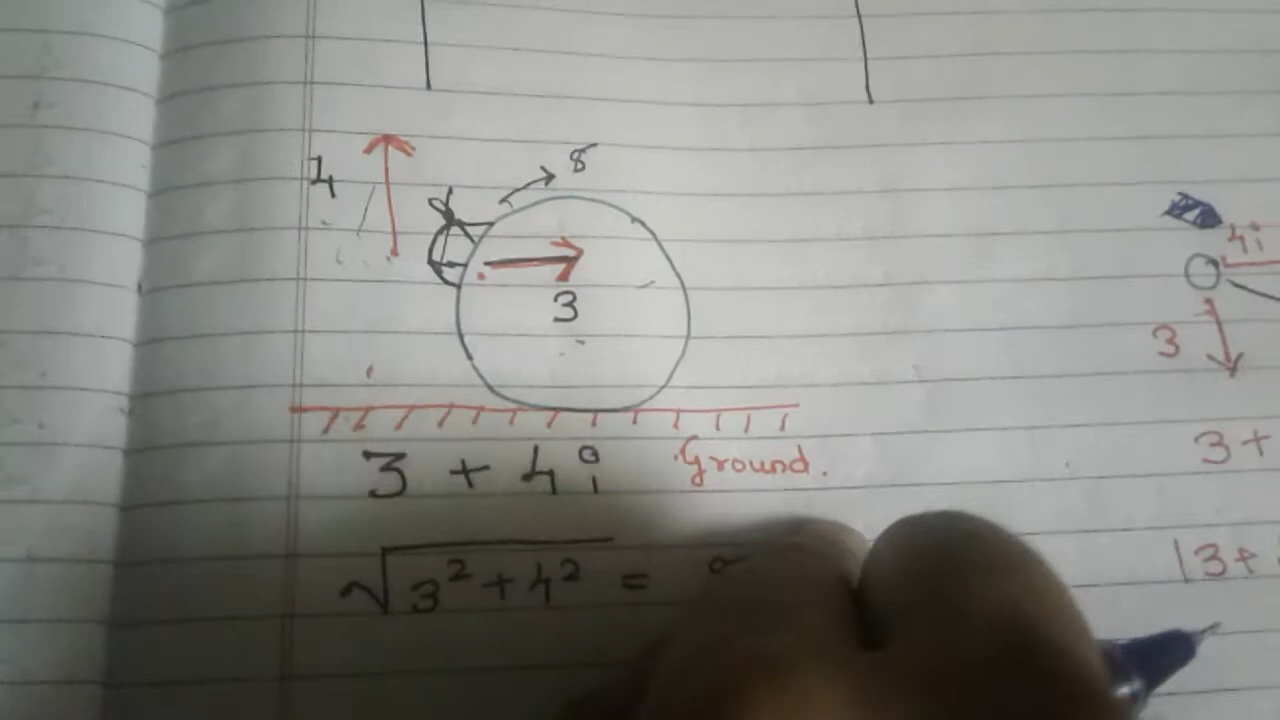 4
8
3
4i
3
3 + 4i
Ground.
3 +
√3² + 4² =
|3+